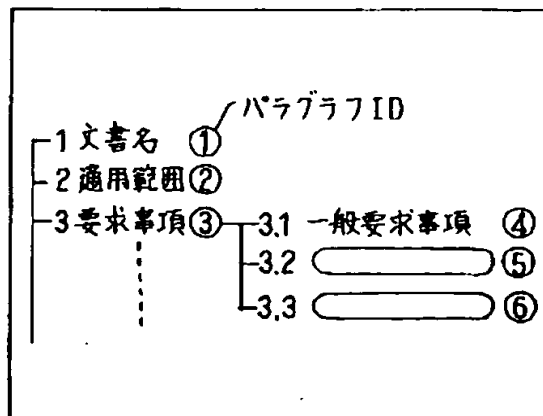 パラグラフID
1 文書名 ①
2 適用範囲 ②
3 要求事項 ③
3.1 一般要求事項 ④
3.2 ⑤
3.3 ⑥